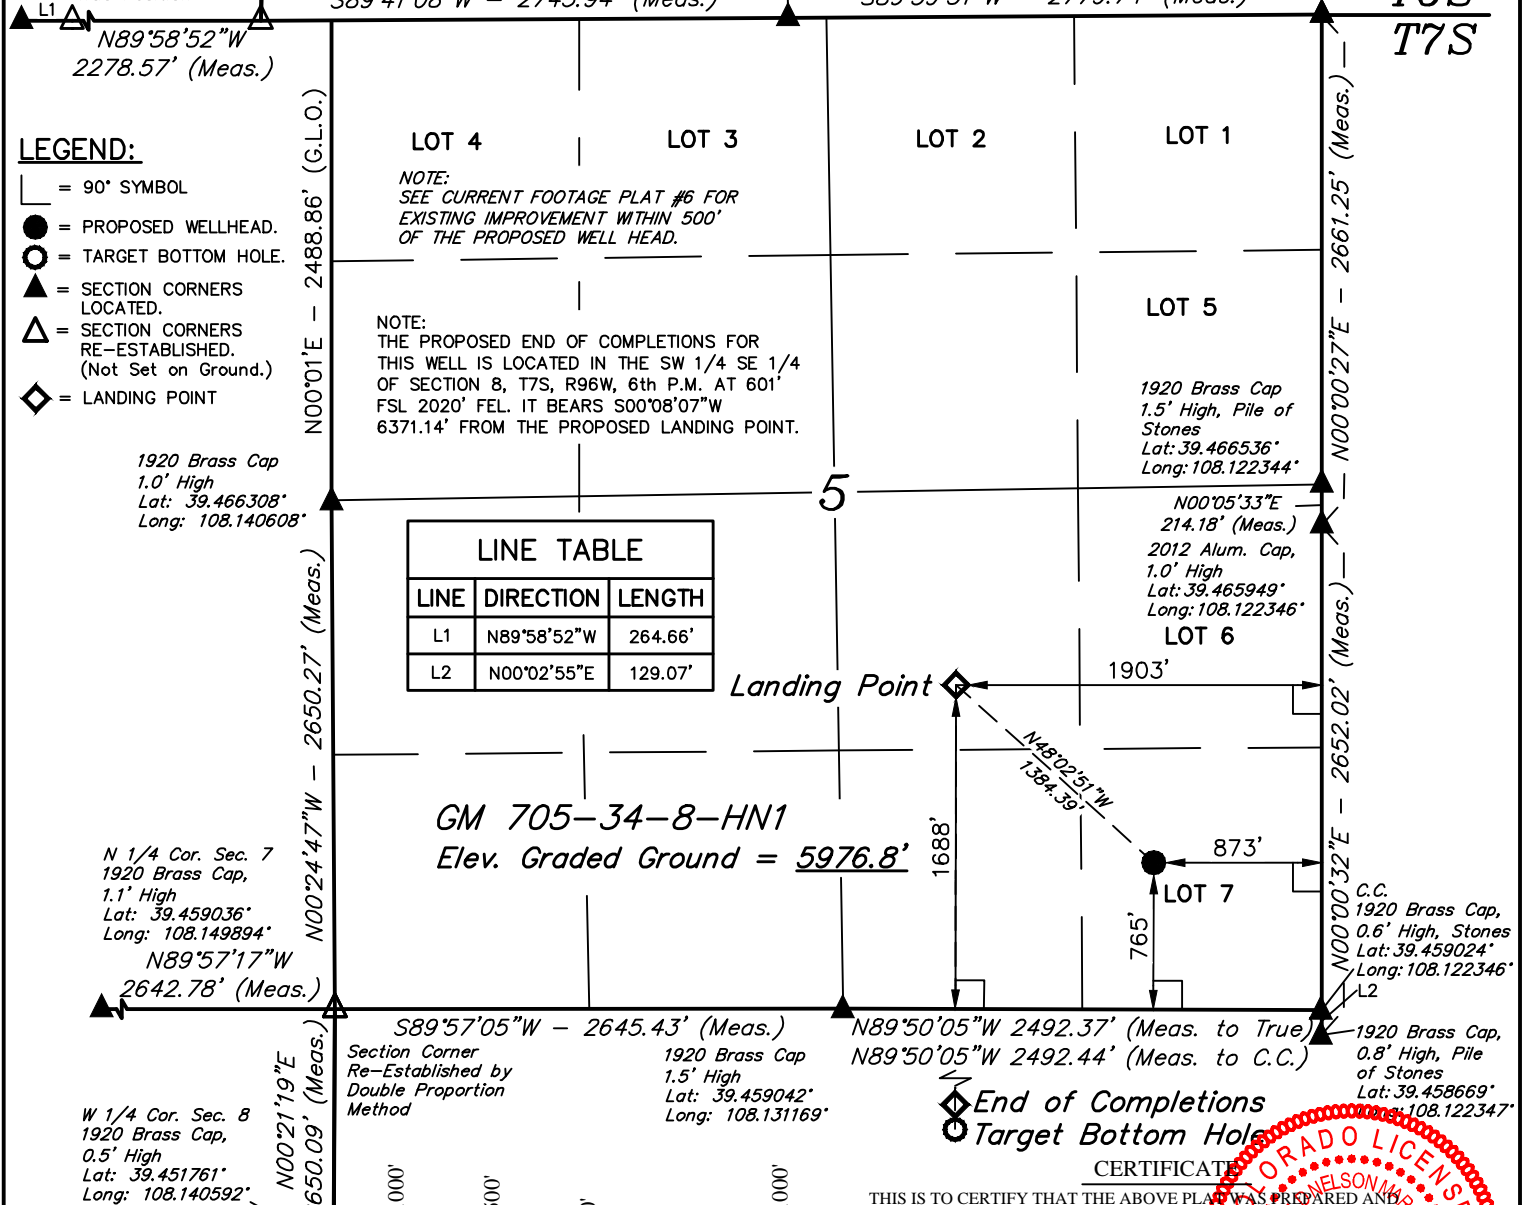 L1
N89°58'52"W
2278.57' (Meas.)
T7S
LEGEND:
= 90° SYMBOL
= PROPOSED WELLHEAD.
= TARGET BOTTOM HOLE.
= SECTION CORNERS
LOCATED.
= SECTION CORNERS
RE-ESTABLISHED.
(Not Set on Ground.)
= LANDING POINT
N00°01'E - 2488.86' (G.L.O.)
LOT 4
LOT 3
LOT 2
LOT 1
NOTE:
SEE CURRENT FOOTAGE PLAT #6 FOR
EXISTING IMPROVEMENT WITHIN 500'
OF THE PROPOSED WELL HEAD.
N00°00'27"E - 2661.25' (Meas.)
LOT 5
NOTE:
THE PROPOSED END OF COMPLETIONS FOR
THIS WELL IS LOCATED IN THE SW 1/4 SE 1/4
OF SECTION 8, T7S, R96W, 6th P.M. AT 601'
FSL 2020' FEL. IT BEARS S00°08'07"W
6371.14' FROM THE PROPOSED LANDING POINT.
1920 Brass Cap
1.5' High, Pile of
Stones
Lat: 39.466536°
Long: 108.122344°
1920 Brass Cap
1.0' High
Lat: 39.466308°
Long: 108.140608°
5
N00°05'33"E
214.18' (Meas.)
2012 Alum. Cap,
1.0' High
Lat: 39.465949°
Long: 108.122346°
LOT 6
LINE TABLE
LINE DIRECTION LENGTH
L1 N89°58'52"W 264.66'
L2 N00°02'55"E 129.07'
N00°24'47"W - 2650.27' (Meas.)
Landing Point
1903'
N48°02'51"W
1384.39'
N00°00'32"E - 2652.02' (Meas.)
GM 705-34-8-HN1
Elev. Graded Ground = 5976.8'
1688'
873'
LOT 7
765'
N 1/4 Cor. Sec. 7
1920 Brass Cap,
1.1' High
Lat: 39.459036°
Long: 108.149894°
N89°57'17"W
2642.78' (Meas.)
C.C.
1920 Brass Cap,
0.6' High, Stones
Lat: 39.459024°
Long: 108.122346°
L2
S89°57'05"W - 2645.43' (Meas.)
N89°50'05"W 2492.37' (Meas. to True)
N89°50'05"W 2492.44' (Meas. to C.C.)
Section Corner
Re-Established by
Double Proportion
Method
1920 Brass Cap
1.5' High
Lat: 39.459042°
Long: 108.131169°
1920 Brass Cap,
0.8' High, Pile
of Stones
Lat: 39.458669°
Long: 108.122347°
N00°21'19"E
650.09' (Meas.)
W 1/4 Cor. Sec. 8
1920 Brass Cap,
0.5' High
Lat: 39.451761°
Long: 108.140592°
End of Completions
Target Bottom Hole
CERTIFICATE
THIS IS TO CERTIFY THAT THE ABOVE PLAT WAS PREPARED AND